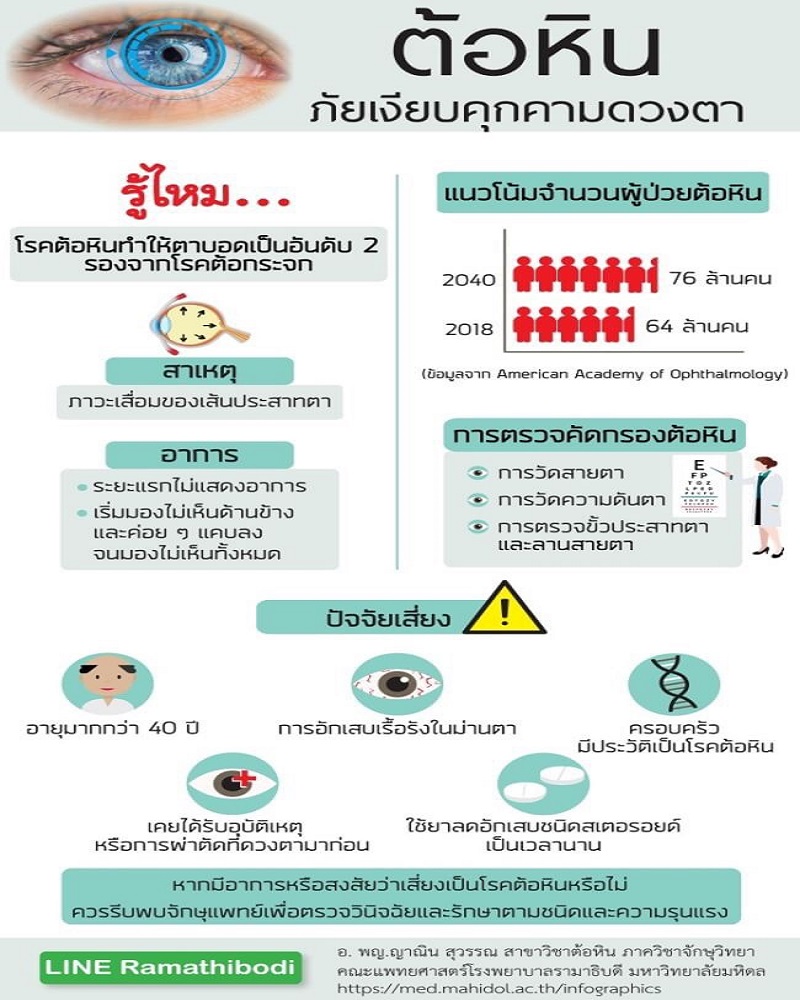 ต้อหิน
ภัยเงียบคุกคามดวงตา
รู้ไหม...
โรคต้อหินทำให้ตาบอดเป็นอันดับ 2
รองจากโรคต้อกระจก
สาเหตุ
ภาวะเสื่อมของเส้นประสาทตา
อาการ
ระยะแรกไม่แสดงอาการ
เริ่มมองไม่เห็นด้านข้าง
และค่อย ๆ แคบลง
จนมองไม่เห็นทั้งหมด
แนวโน้มจำนวนผู้ป่วยต้อหิน
2040 76 ล้านคน
2018 64 ล้านคน
(ข้อมูลจาก American Academy of Ophthalmology)
การตรวจคัดกรองต้อหิน
การวัดสายตา
การวัดความดันตา
การตรวจขั้วประสาทตา
และลานสายตา
E
F P
T O Z
L P E D
ปัจจัยเสี่ยง
!
อายุมากกว่า 40 ปี
การอักเสบเรื้อรังในม่านตา
ครอบครัว
มีประวัติเป็นโรคต้อหิน
เคยได้รับอุบัติเหตุ
หรือการผ่าตัดที่ดวงตามาก่อน
ใช้ยาลดอักเสบชนิดสเตอรอยด์
เป็นเวลานาน
หากมีอาการหรือสงสัยว่าเสี่ยงเป็นโรคต้อหินหรือไม่
ควรรีบพบจักษุแพทย์เพื่อตรวจวินิจฉัยและรักษาตามชนิดและความรุนแรง
LINE Ramathibodi
อ. พญ.ญาณิน สุวรรณ สาขาวิชาต้อหิน ภาควิชาจักษุวิทยา
คณะแพทยศาสตร์โรงพยาบาลรามาธิบดี มหาวิทยาลัยมหิดล
https://med.mahidol.ac.th/infographics